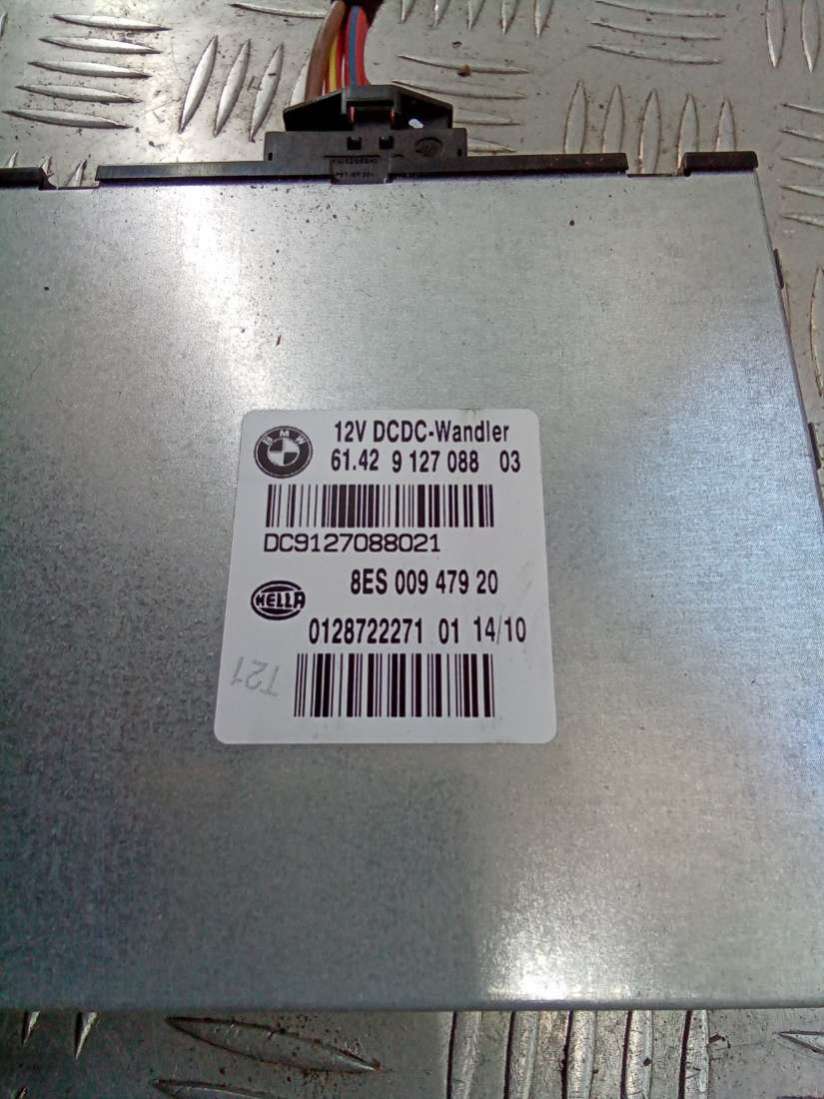 BMW
12V DCDC-Wandler
61.42 9 127 088 03
DC9127088021
8ES 009 479 20
HELLA
0128722271 01 14/10
T21